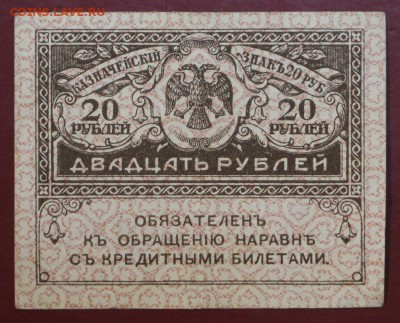 COINS.LAVE.RU
КАЗНАЧЕЙСКІЙ ЗНАКЪ 20 РУБ
20 РУБЛЕЙ
20 РУБЛЕЙ
ДВАДЦАТЬ РУБЛЕЙ
ОБЯЗАТЕЛЕНЪ
КЪ ОБРАЩЕНІЮ НАРАВНѢ
СЪ КРЕДИТНЫМИ БИЛЕТАМИ.